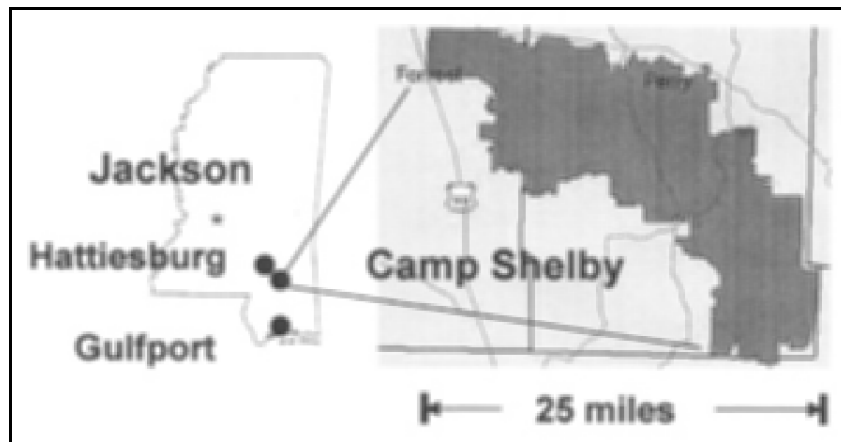 Forrest
Perry
Jackson
Hattiesburg
Camp Shelby
Gulfport
25 miles